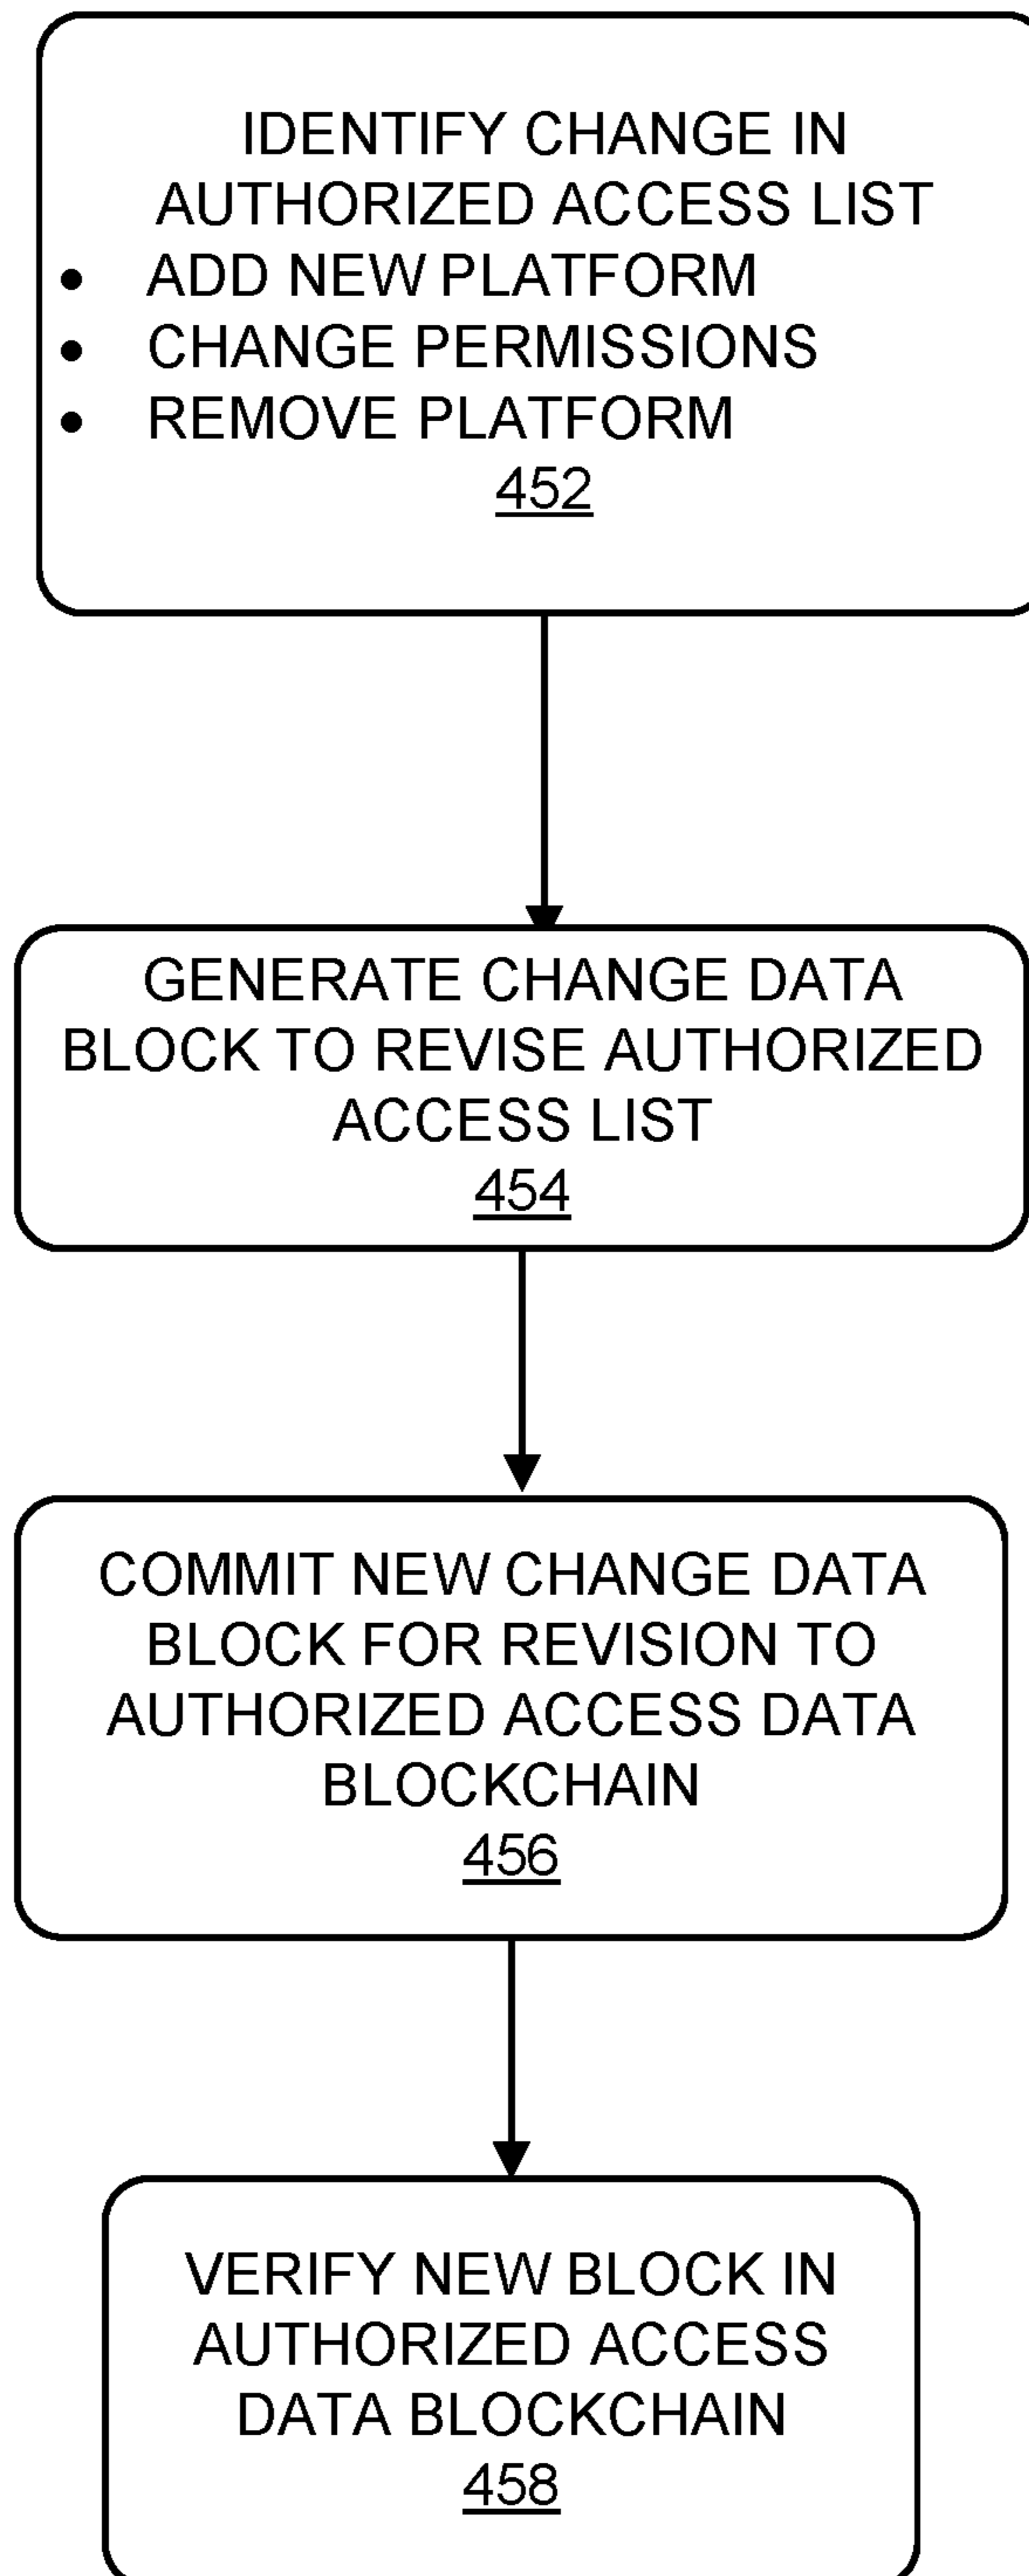 IDENTIFY CHANGE IN
AUTHORIZED ACCESS LIST
• ADD NEW PLATFORM
• CHANGE PERMISSIONS
• REMOVE PLATFORM
452
GENERATE CHANGE DATA
BLOCK TO REVISE AUTHORIZED
ACCESS LIST
454
COMMIT NEW CHANGE DATA
BLOCK FOR REVISION TO
AUTHORIZED ACCESS DATA
BLOCKCHAIN
456
VERIFY NEW BLOCK IN
AUTHORIZED ACCESS
DATA BLOCKCHAIN
458